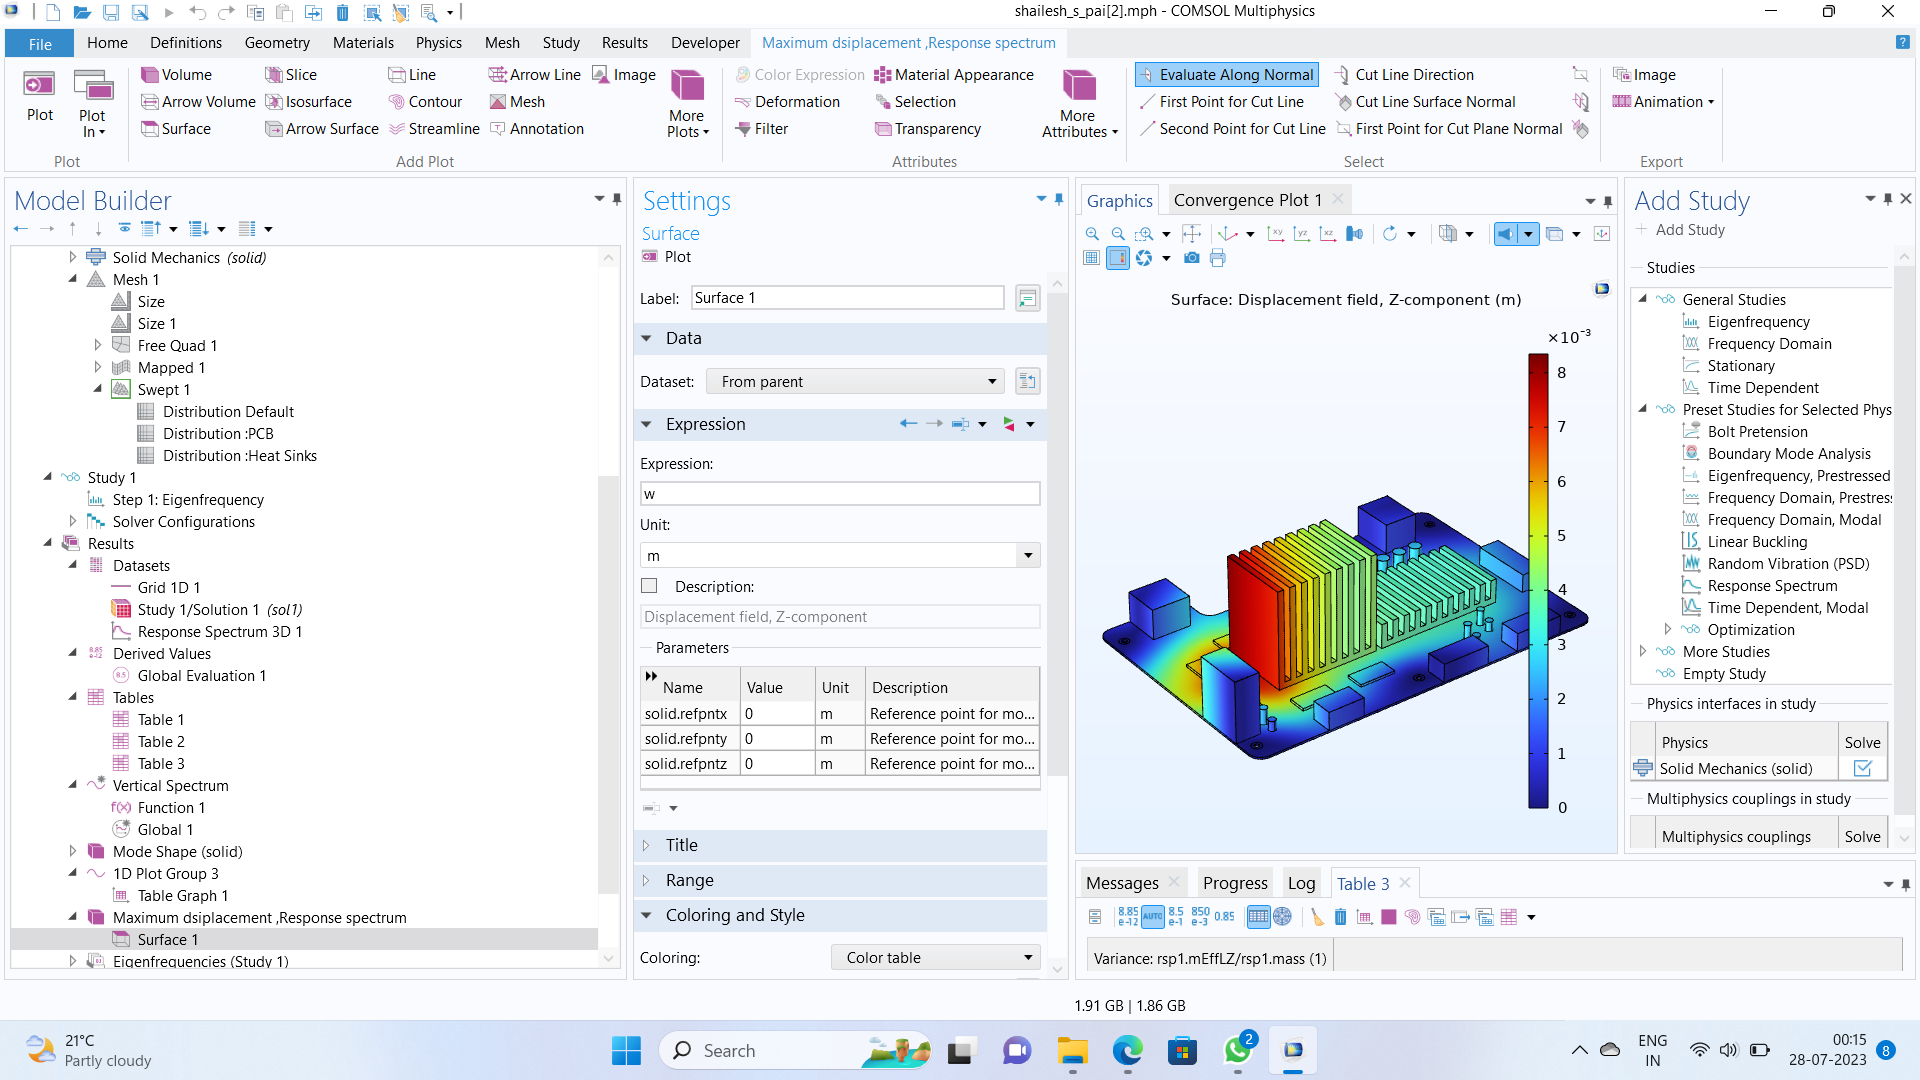 shailesh_s_pai[2].mph - COMSOL Multiphysics
File
Home
Definitions
Geometry
Materials
Physics
Mesh
Study
Results
Developer
Maximum dsiplacement ,Response spectrum
Plot
Plot In
Plot
Volume
Slice
Line
Arrow Line
Image
Arrow Volume
Isosurface
Contour
Mesh
Surface
Arrow Surface
Streamline
Annotation
More Plots
Add Plot
Color Expression
Material Appearance
Deformation
Selection
Filter
Transparency
More Attributes
Attributes
Evaluate Along Normal
Cut Line Direction
First Point for Cut Line
Cut Line Surface Normal
Second Point for Cut Line
First Point for Cut Plane Normal
Select
Image
Animation
Export
Model Builder
Solid Mechanics (solid)
Mesh 1
Size
Size 1
Free Quad 1
Mapped 1
Swept 1
Distribution Default
Distribution :PCB
Distribution :Heat Sinks
Study 1
Step 1: Eigenfrequency
Solver Configurations
Results
Datasets
Grid 1D 1
Study 1/Solution 1 (sol1)
Response Spectrum 3D 1
Derived Values
Global Evaluation 1
Tables
Table 1
Table 2
Table 3
Vertical Spectrum
Function 1
Global 1
Mode Shape (solid)
1D Plot Group 3
Table Graph 1
Maximum dsiplacement ,Response spectrum
Surface 1
Eigenfrequencies (Study 1)
Settings
Surface
Plot
Label: Surface 1
Data
Dataset: From parent
Expression
Expression:
w
Unit:
m
Description:
Displacement field, Z-component
Parameters
Name Value Unit Description
solid.refpntx 0 m Reference point for mo...
solid.refpnty 0 m Reference point for mo...
solid.refpntz 0 m Reference point for mo...
Title
Range
Coloring and Style
Coloring: Color table
Graphics
Convergence Plot 1
Surface: Displacement field, Z-component (m)
×10⁻³
8
7
6
5
4
3
2
1
0
Messages
Progress
Log
Table 3
8.85 e-12
AUTO
8.5 e-1
850 e-3
0.85
Variance: rsp1.mEffLZ/rsp1.mass (1)
Add Study
Add Study
Studies
General Studies
Eigenfrequency
Frequency Domain
Stationary
Time Dependent
Preset Studies for Selected Phys
Bolt Pretension
Boundary Mode Analysis
Eigenfrequency, Prestressed
Frequency Domain, Prestres
Frequency Domain, Modal
Linear Buckling
Random Vibration (PSD)
Response Spectrum
Time Dependent, Modal
Optimization
More Studies
Empty Study
Physics interfaces in study
Physics Solve
Solid Mechanics (solid)
Multiphysics couplings in study
Multiphysics couplings Solve
1.91 GB | 1.86 GB
21°C
Partly cloudy
Search
2
ENG
IN
00:15
28-07-2023
8